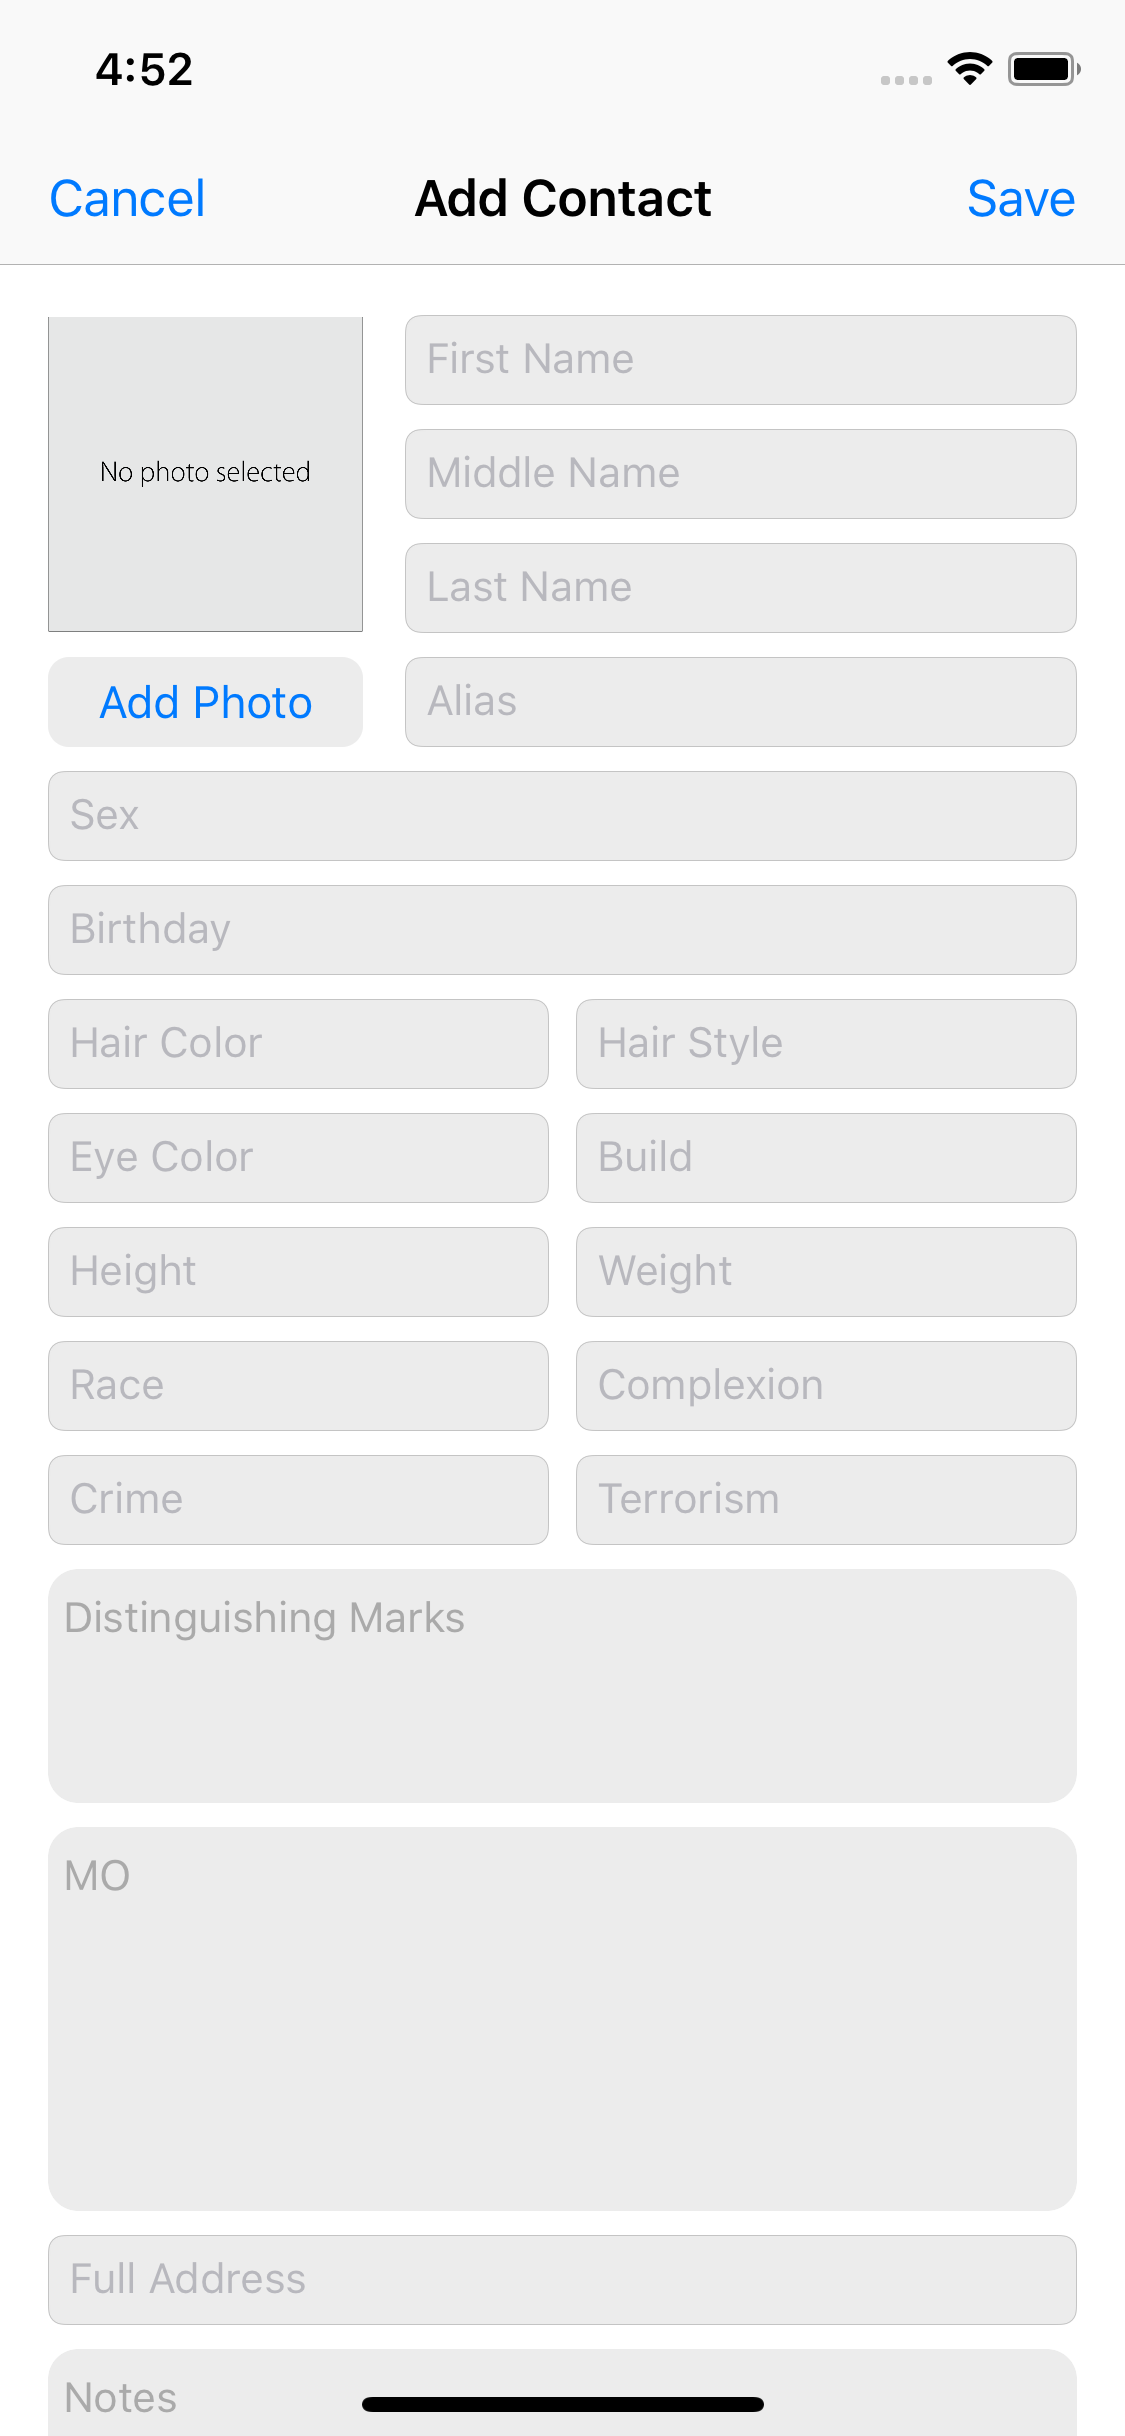 4:52
Cancel Add Contact Save
First Name
Middle Name
No photo selected
Last Name
Add Photo
Alias
Sex
Birthday
Hair Color Hair Style
Eye Color Build
Height Weight
Race Complexion
Crime Terrorism
Distinguishing Marks
MO
Full Address
Notes